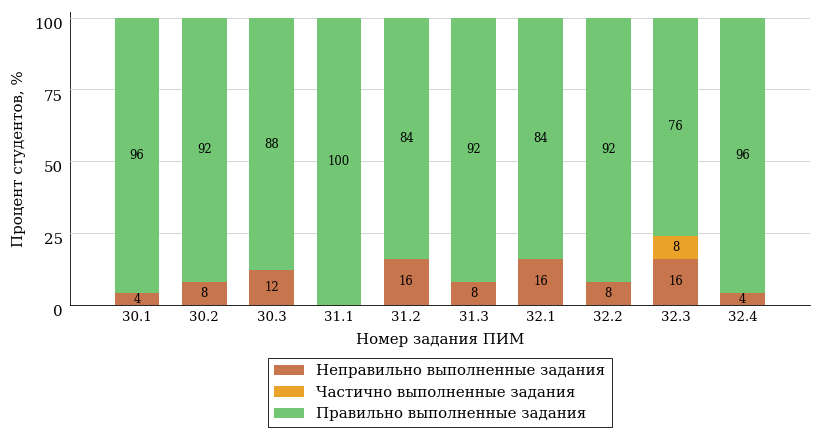 100
75
50
25
0
Процент студентов, %
96 92 88 100 84 92 84 92 76 96
8
4 8 12 16 8 16 8 16 4
30.1 30.2 30.3 31.1 31.2 31.3 32.1 32.2 32.3 32.4
Номер задания ПИМ
Неправильно выполненные задания
Частично выполненные задания
Правильно выполненные задания